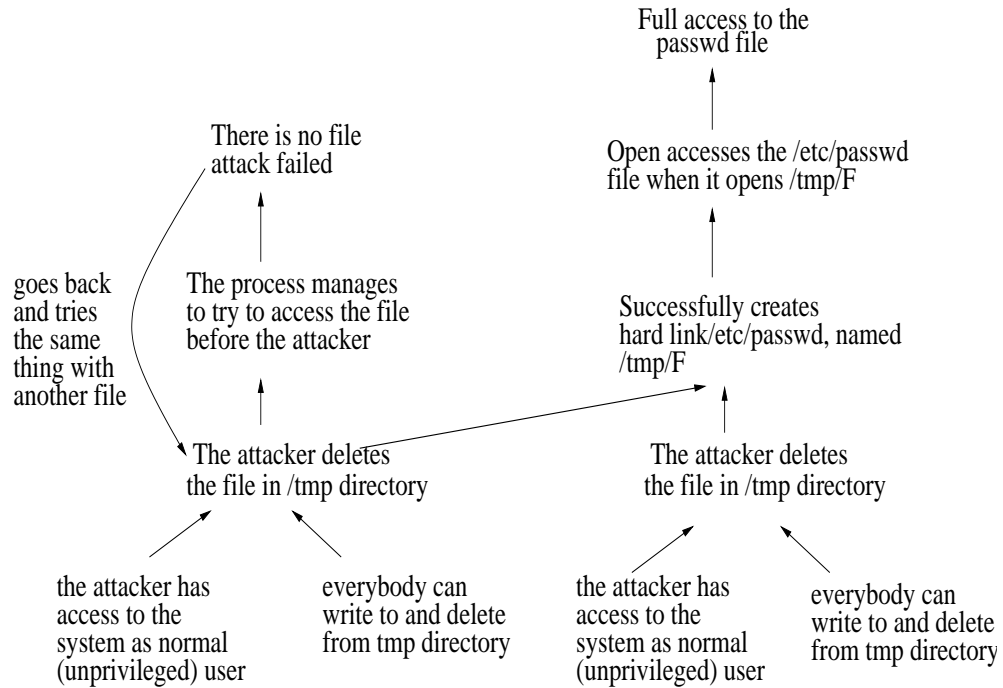 Full access to the
passwd file
There is no file
attack failed
Open accesses the /etc/passwd
file when it opens /tmp/F
goes back
and tries
the same
thing with
another file
The process manages
to try to access the file
before the attacker
Successfully creates
hard link/etc/passwd, named
/tmp/F
The attacker deletes
the file in /tmp directory
The attacker deletes
the file in /tmp directory
the attacker has
access to the
system as normal
(unprivileged) user
everybody can
write to and delete
from tmp directory
the attacker has
access to the
system as normal
(unprivileged) user
everybody can
write to and delete
from tmp directory